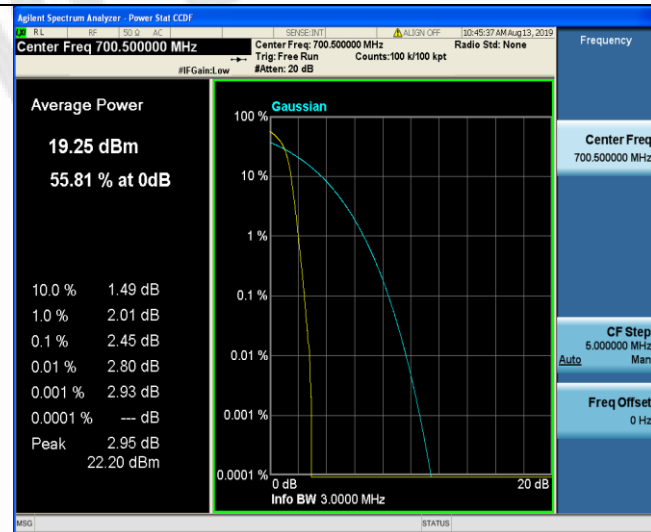 Agilent Spectrum Analyzer - Power Stat CCDF
RL RF 50 Ω AC SENSE:INT ALIGN OFF 10:45:37 AM Aug 13, 2019
Center Freq 700.500000 MHz
Center Freq: 700.500000 MHz Radio Std: None
Trig: Free Run Counts:100 k/100 kpt
#IFGain:Low #Atten: 20 dB
Frequency
Average Power
19.25 dBm
55.81 % at 0dB
10.0 % 1.49 dB
1.0 % 2.01 dB
0.1 % 2.45 dB
0.01 % 2.80 dB
0.001 % 2.93 dB
0.0001 % --- dB
Peak 2.95 dB
22.20 dBm
Gaussian
100 %
10 %
1 %
0.1 %
0.01 %
0.001 %
0.0001 %
0 dB 20 dB
Info BW 3.0000 MHz
Center Freq
700.500000 MHz
CF Step
5.000000 MHz
Auto Man
Freq Offset
0 Hz
MSG STATUS